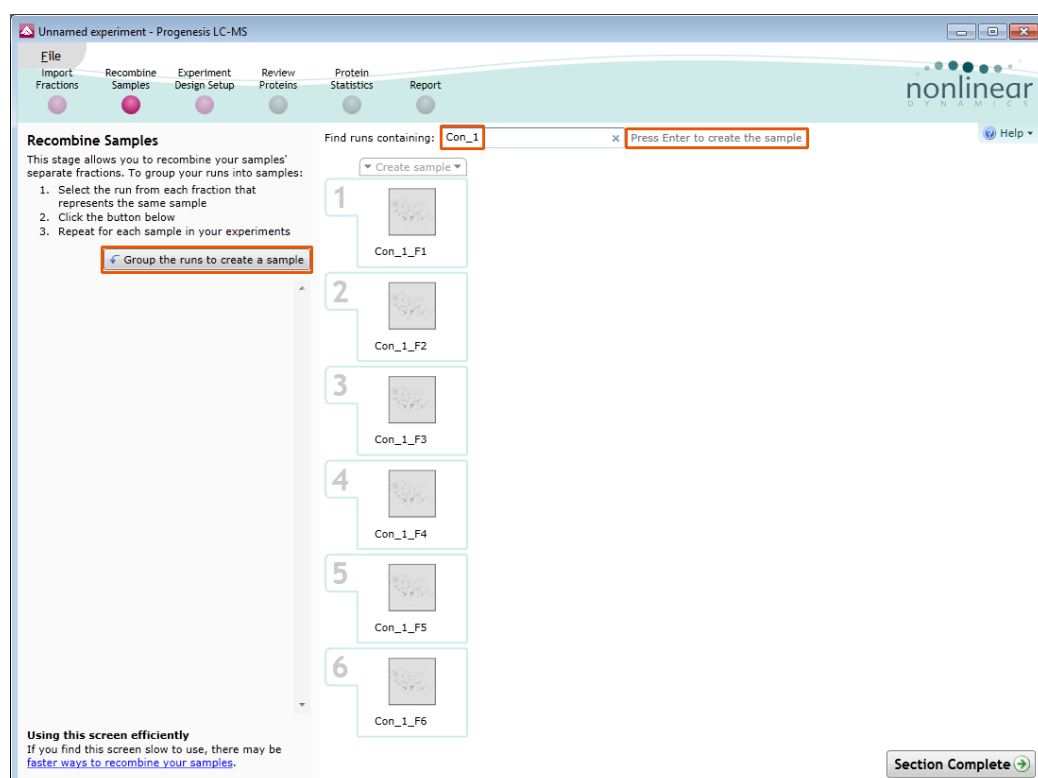 Unnamed experiment - Progenesis LC-MS
File
Import Fractions
Recombine Samples
Experiment Design Setup
Review Proteins
Protein Statistics
Report
nonlinear
DYNAMICS
Help
Recombine Samples
This stage allows you to recombine your samples'
separate fractions. To group your runs into samples:
1. Select the run from each fraction that
represents the same sample
2. Click the button below
3. Repeat for each sample in your experiments
Group the runs to create a sample
Find runs containing: Con_1 x Press Enter to create the sample
Create sample
1
Con_1_F1
2
Con_1_F2
3
Con_1_F3
4
Con_1_F4
5
Con_1_F5
6
Con_1_F6
Using this screen efficiently
If you find this screen slow to use, there may be
faster ways to recombine your samples.
Section Complete